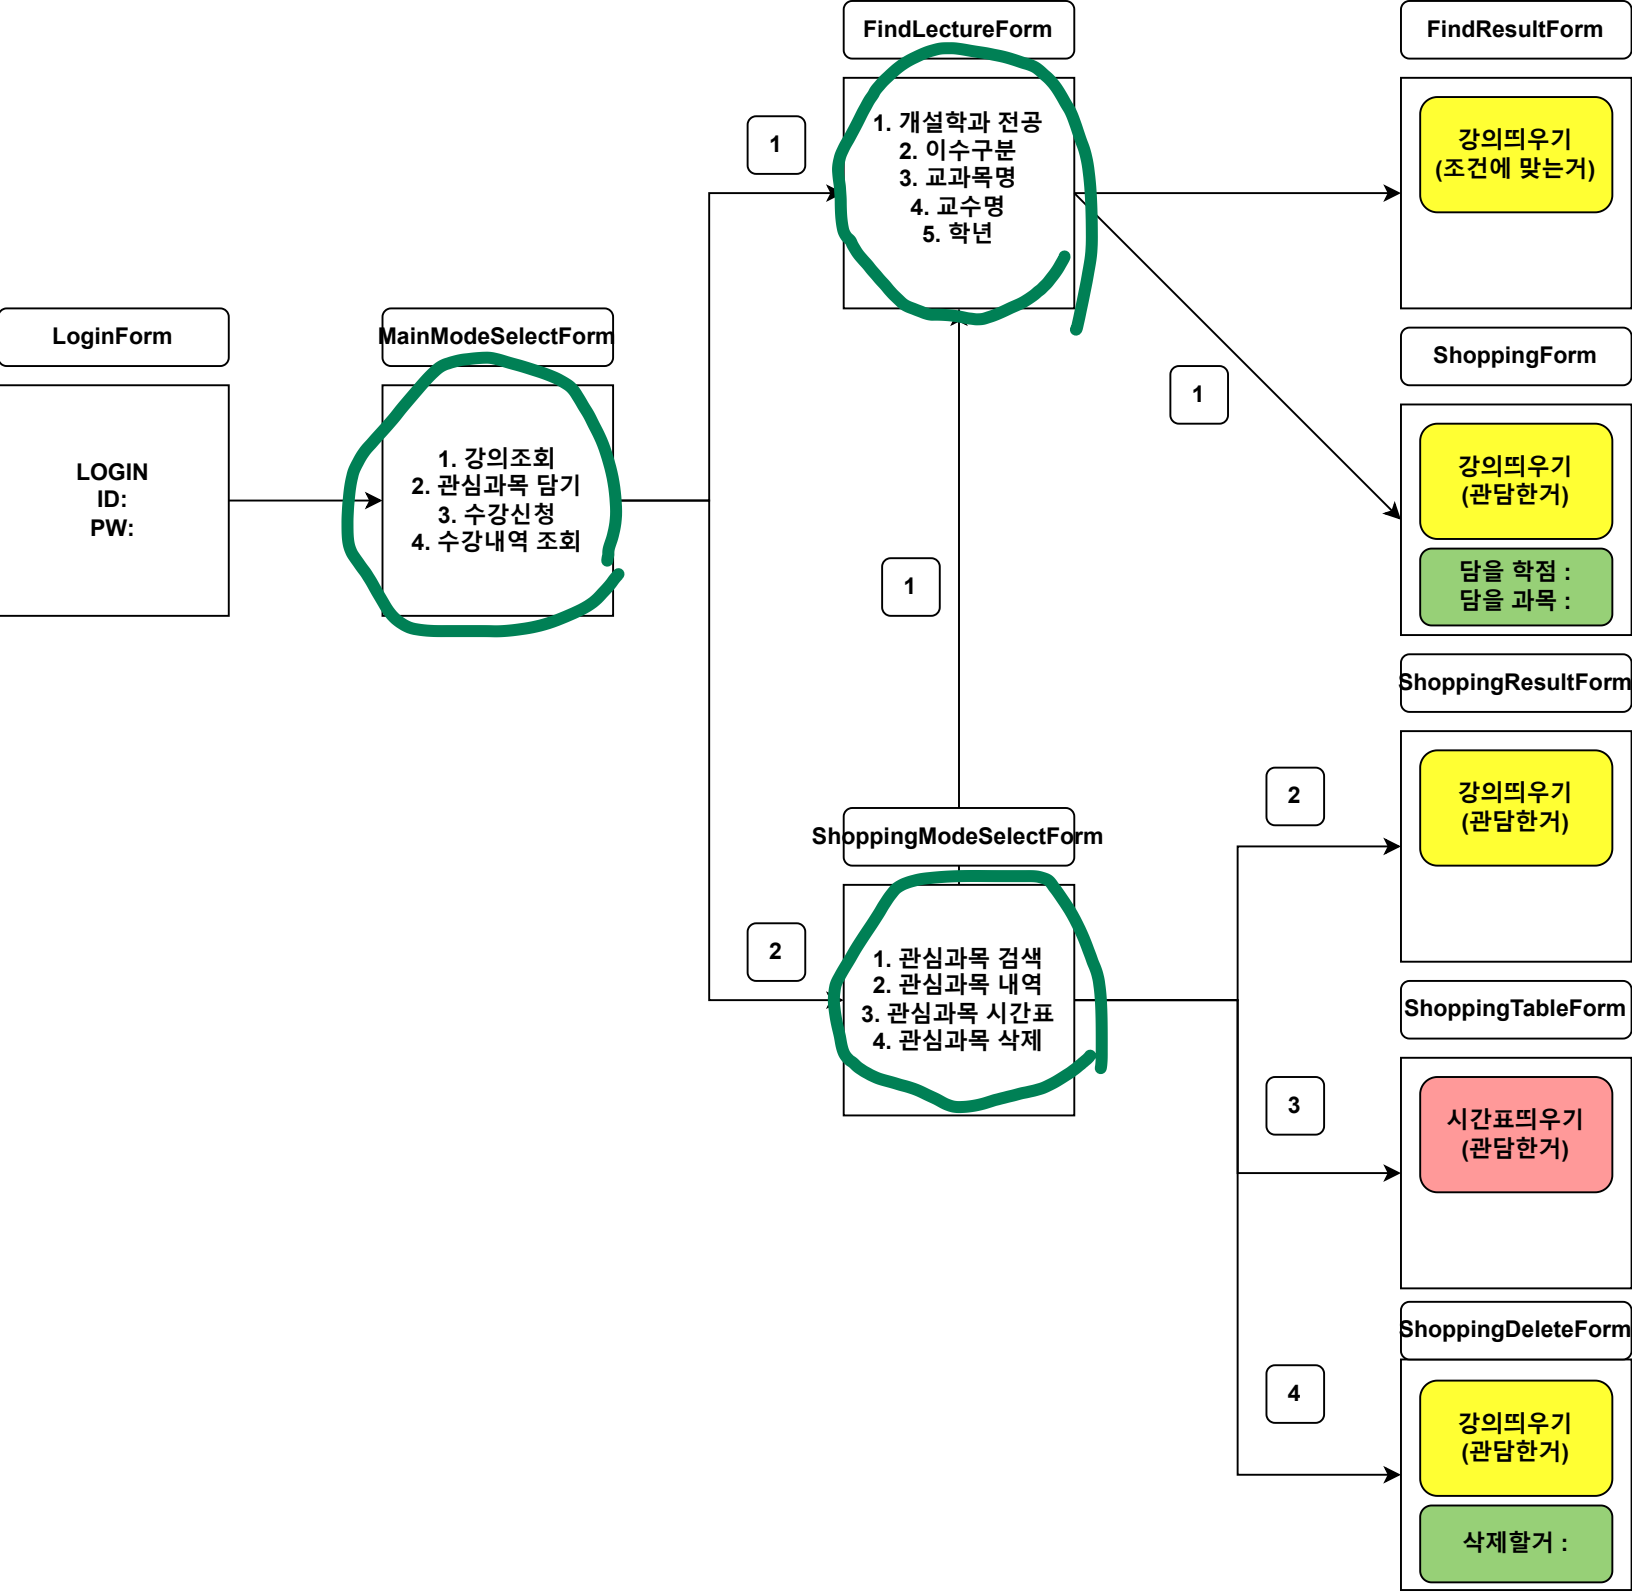 FindLectureForm
1. 개설학과 전공
2. 이수구분
3. 교과목명
4. 교수명
5. 학년
FindResultForm
강의띄우기
(조건에 맞는거)
1
LoginForm
LOGIN
ID:
PW:
MainModeSelectForm
1. 강의조회
2. 관심과목 담기
3. 수강신청
4. 수강내역 조회
1
1
ShoppingForm
강의띄우기
(관담한거)
담을 학점 :
담을 과목 :
ShoppingModeSelectForm
1. 관심과목 검색
2. 관심과목 내역
3. 관심과목 시간표
4. 관심과목 삭제
2
2
ShoppingResultForm
강의띄우기
(관담한거)
3
ShoppingTableForm
시간표띄우기
(관담한거)
4
ShoppingDeleteForm
강의띄우기
(관담한거)
삭제할거 :